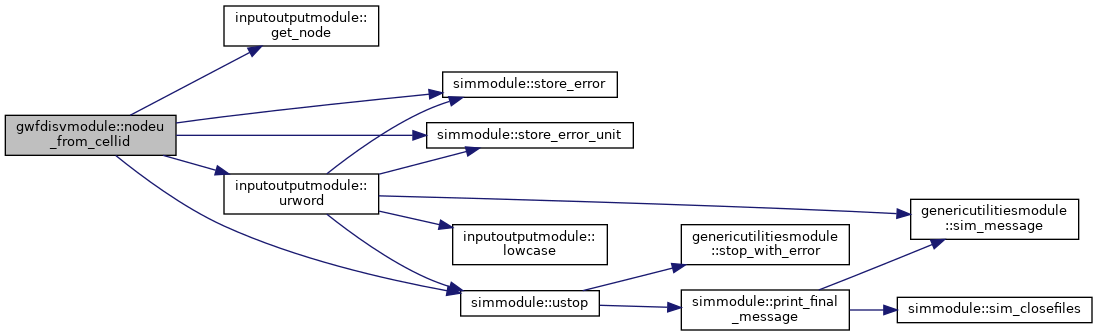 inputoutputmodule::
get_node
simmodule::store_error
gwfdisvmodule::nodeu
_from_cellid
simmodule::store_error_unit
inputoutputmodule::
urword
genericutilitiesmodule
::sim_message
inputoutputmodule::
lowcase
genericutilitiesmodule
::stop_with_error
simmodule::ustop
simmodule::print_final
_message
simmodule::sim_closefiles